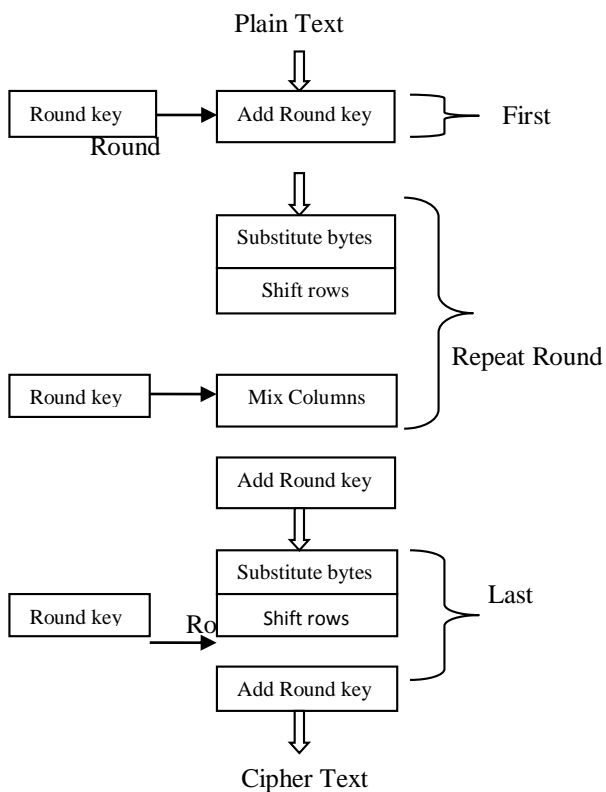 Plain Text
Round key
Add Round key
First
Round
Substitute bytes
Shift rows
Repeat Round
Round key
Mix Columns
Add Round key
Substitute bytes
Last
Round key
Ro
Shift rows
Add Round key
Cipher Text